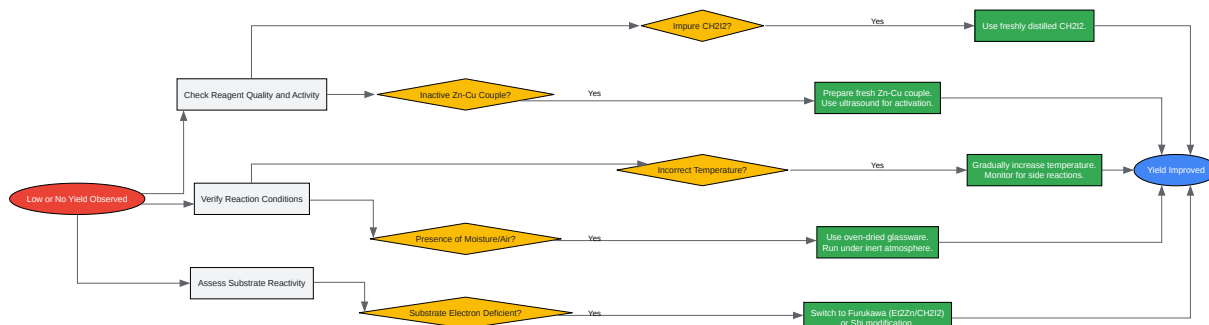 Impure CH2I2?
Yes
Use freshly distilled CH2I2.
Check Reagent Quality and Activity
Inactive Zn-Cu Couple?
Yes
Prepare fresh Zn-Cu couple.
Use ultrasound for activation.
Low or No Yield Observed
Verify Reaction Conditions
Incorrect Temperature?
Yes
Gradually increase temperature.
Monitor for side reactions.
Yield Improved
Presence of Moisture/Air?
Yes
Use oven-dried glassware.
Run under inert atmosphere.
Assess Substrate Reactivity
Substrate Electron Deficient?
Yes
Switch to Furukawa (Et2Zn/CH2I2)
or Shi modification